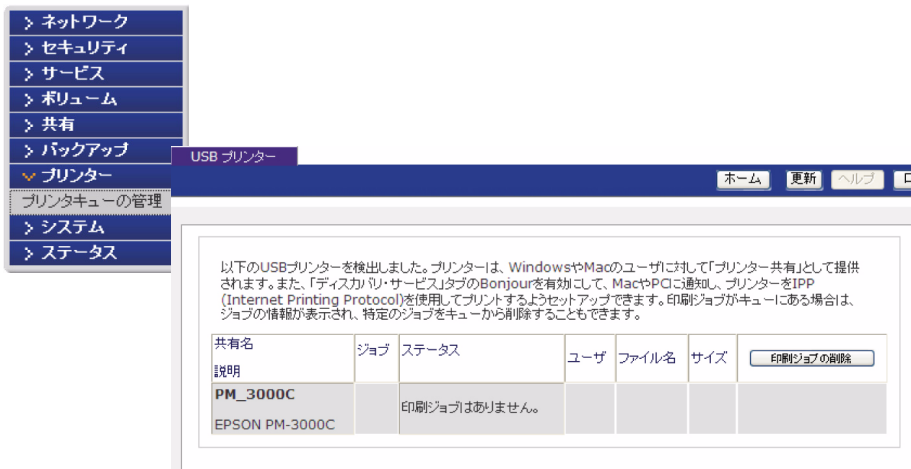 > ネットワーク
> セキュリティ
> サービス
> ボリューム
> 共有
> バックアップ
プリンター
プリンタキューの管理
> システム
> ステータス
USB プリンター
ホーム 更新 ヘルプ
以下のUSBプリンターを検出しました。プリンターは、WindowsやMacのユーザに対して「プリンター共有」として提供
されます。また、「ディスカバリ・サービス」タブのBonjourを有効にして、MacやPCに通知し、プリンターをIPP
(Internet Printing Protocol)を使用してプリントするようセットアップできます。印刷ジョブがキューにある場合は、
ジョブの情報が表示され、特定のジョブをキューから削除することもできます。
共有名
説明
ジョブ ステータス ユーザ ファイル名 サイズ 印刷ジョブの削除
PM_3000C
EPSON PM-3000C
印刷ジョブはありません。